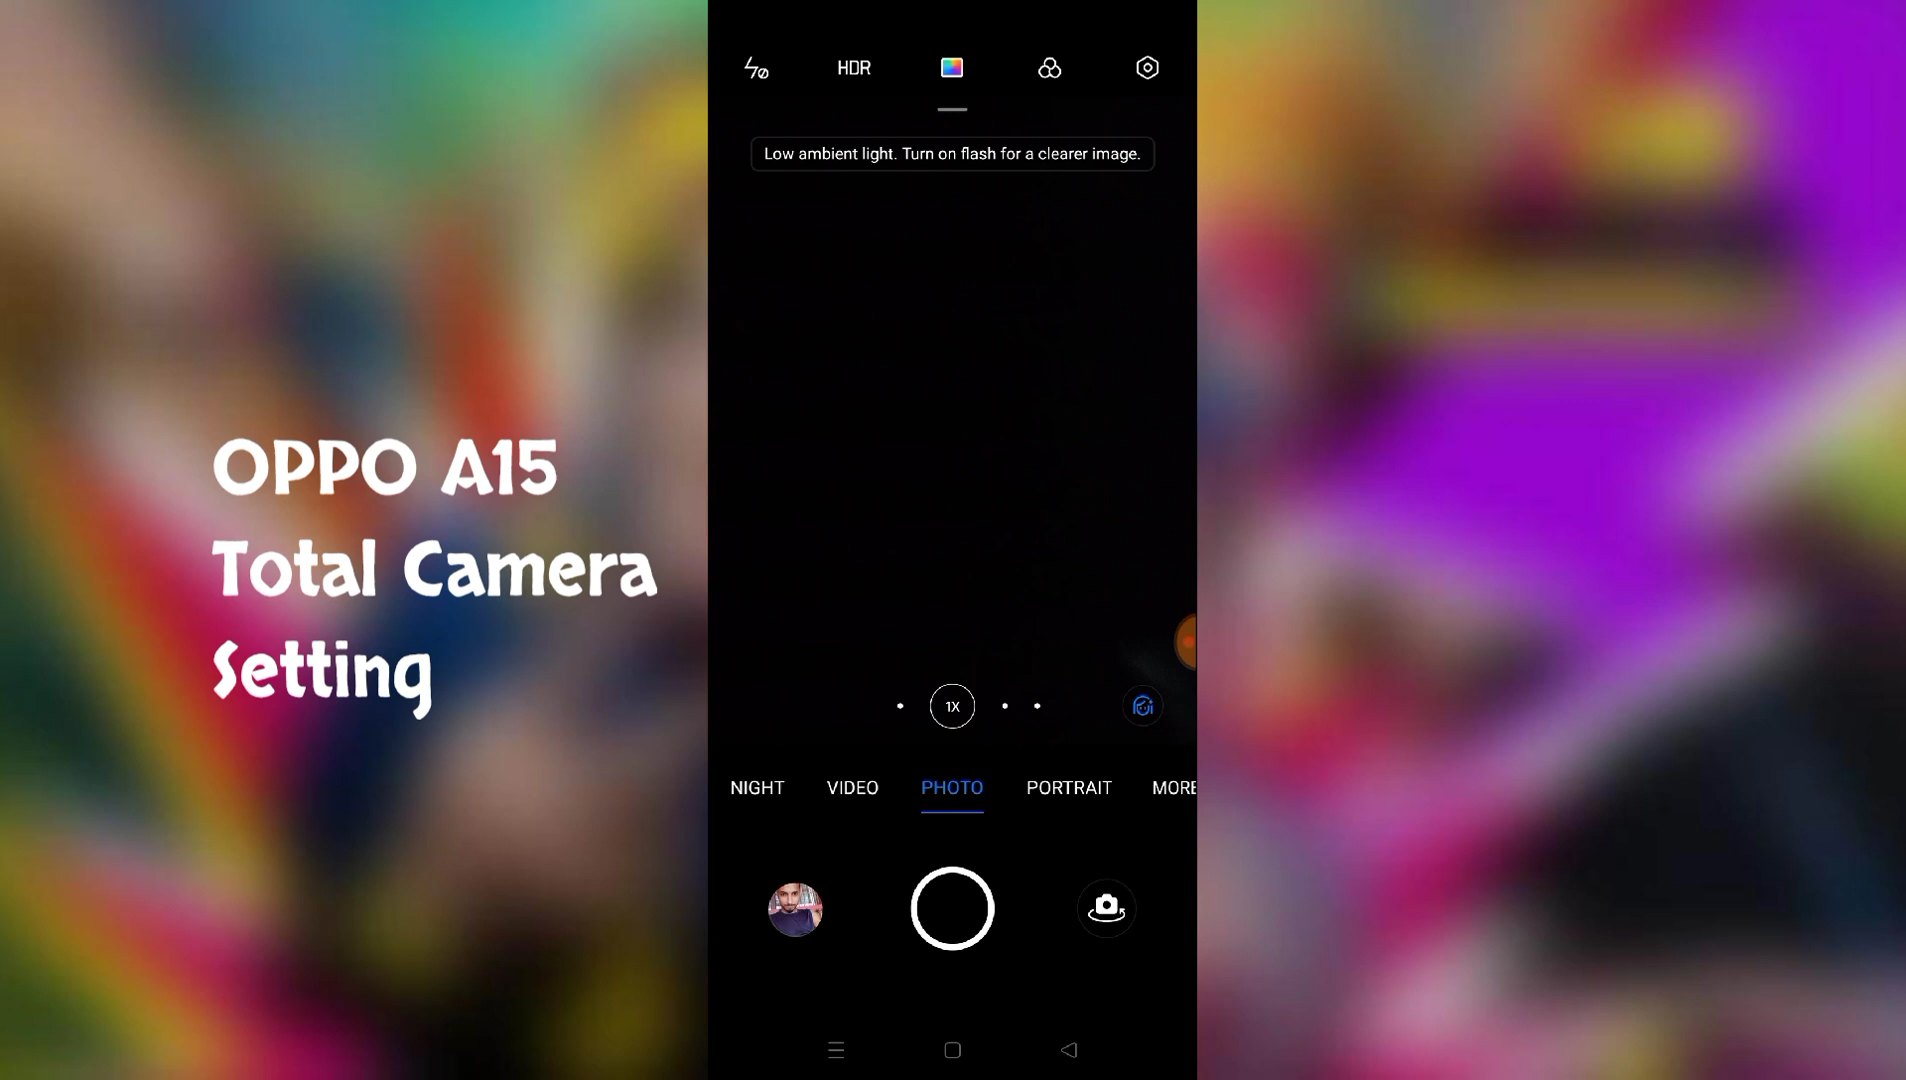 OPPO A15
Total Camera
Setting
HDR
Low ambient light. Turn on flash for a clearer image.
1X
NIGHT VIDEO PHOTO PORTRAIT MORE